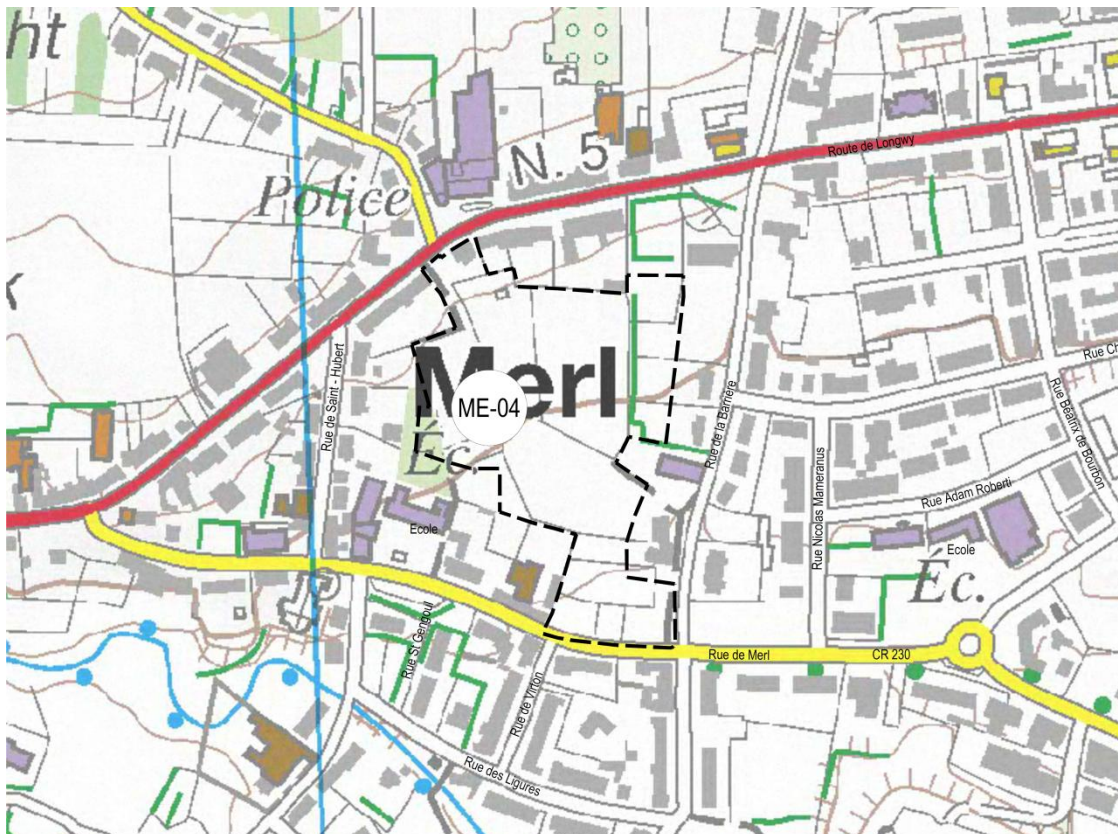 ht
Police
N. 5
Route de Longwy
x
Merl
ME-04
Rue de Saint - Hubert
Rue de la Barrière
Rue Ch
Rue Béatrix de Bourbon
Éc
Rue Nicolas Mameranus
Rue Adam Roberti
Ecole
Ecole
Éc.
Rue St Gengoul
Rue de Merl
CR 230
Rue de Virton
Rue des Ligures